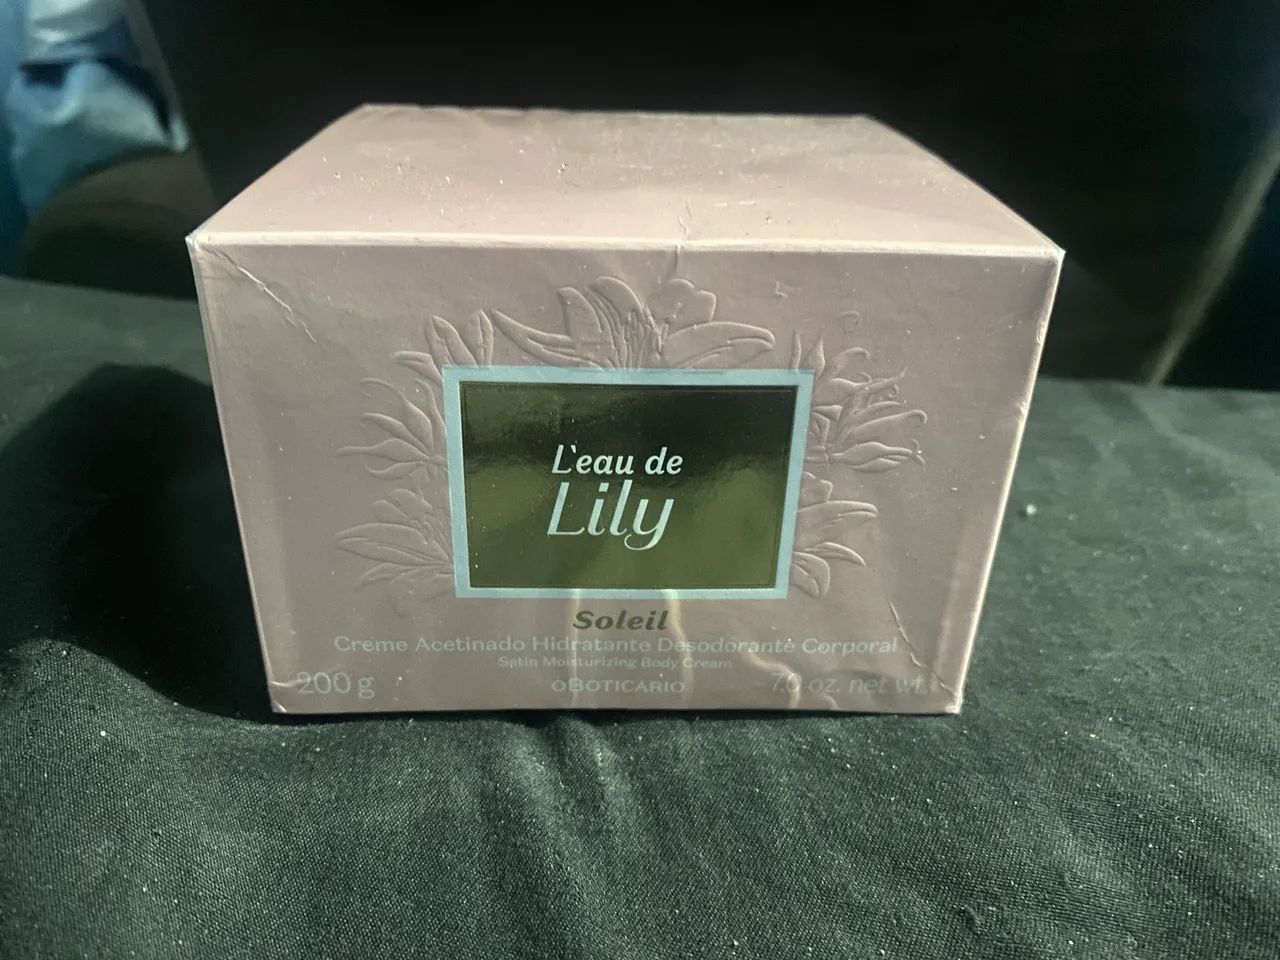 L'eau de
Lily
Soleil
Creme Acetinado Hidratante Desodorante Corporal
Satin Moisturizing Body Cream
200 g
oBOTICÁRIO
7.0 oz. net wt.